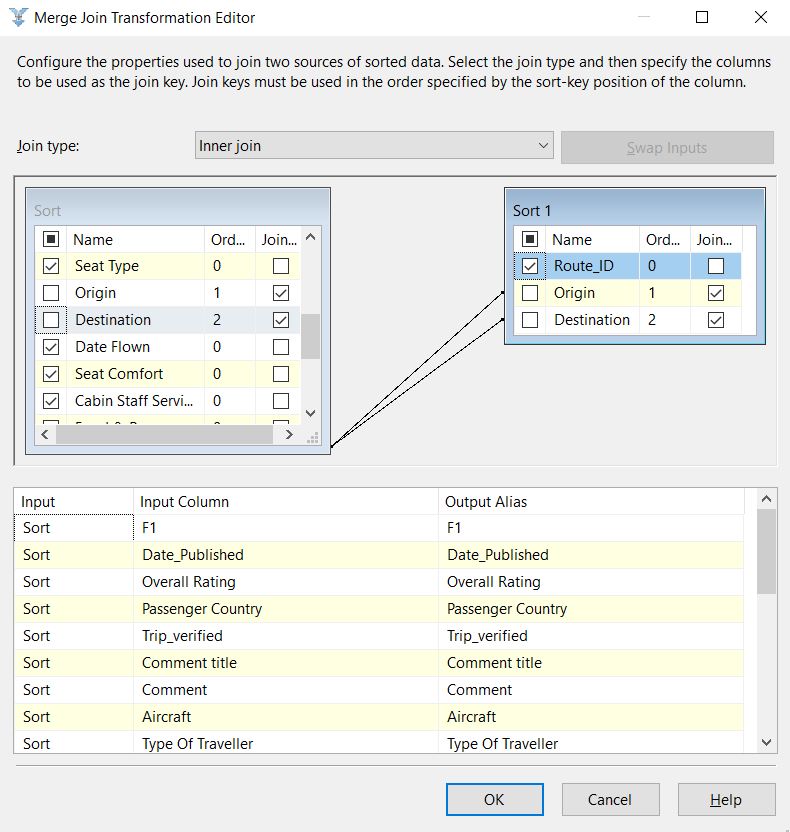 Merge Join Transformation Editor
Configure the properties used to join two sources of sorted data. Select the join type and then specify the columns
to be used as the join key. Join keys must be used in the order specified by the sort-key position of the column.
Join type: Inner join Swap Inputs
Sort
Name Ord... Join...
Seat Type 0
Origin 1
Destination 2
Date Flown 0
Seat Comfort 0
Cabin Staff Servi... 0
Sort 1
Name Ord... Join...
Route_ID 0
Origin 1
Destination 2
Input Input Column Output Alias
Sort F1 F1
Sort Date_Published Date_Published
Sort Overall Rating Overall Rating
Sort Passenger Country Passenger Country
Sort Trip_verified Trip_verified
Sort Comment title Comment title
Sort Comment Comment
Sort Aircraft Aircraft
Sort Type Of Traveller Type Of Traveller
OK Cancel Help